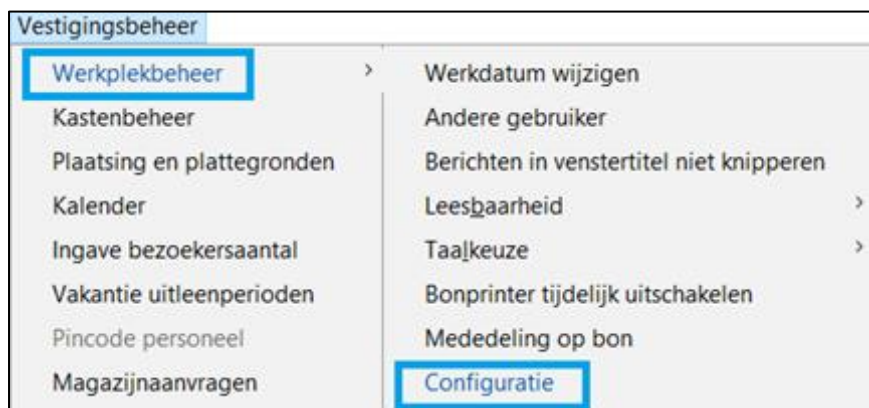 Vestigingsbeheer
Werkplekbeheer
Kastenbeheer
Plaatsing en plattegronden
Kalender
Ingave bezoekersaantal
Vakantie uitleenperioden
Pincode personeel
Magazijnaanvragen
Werkdatum wijzigen
Andere gebruiker
Berichten in venstertitel niet knipperen
Leesbaarheid
Taalkeuze
Bonprinter tijdelijk uitschakelen
Mededeling op bon
Configuratie